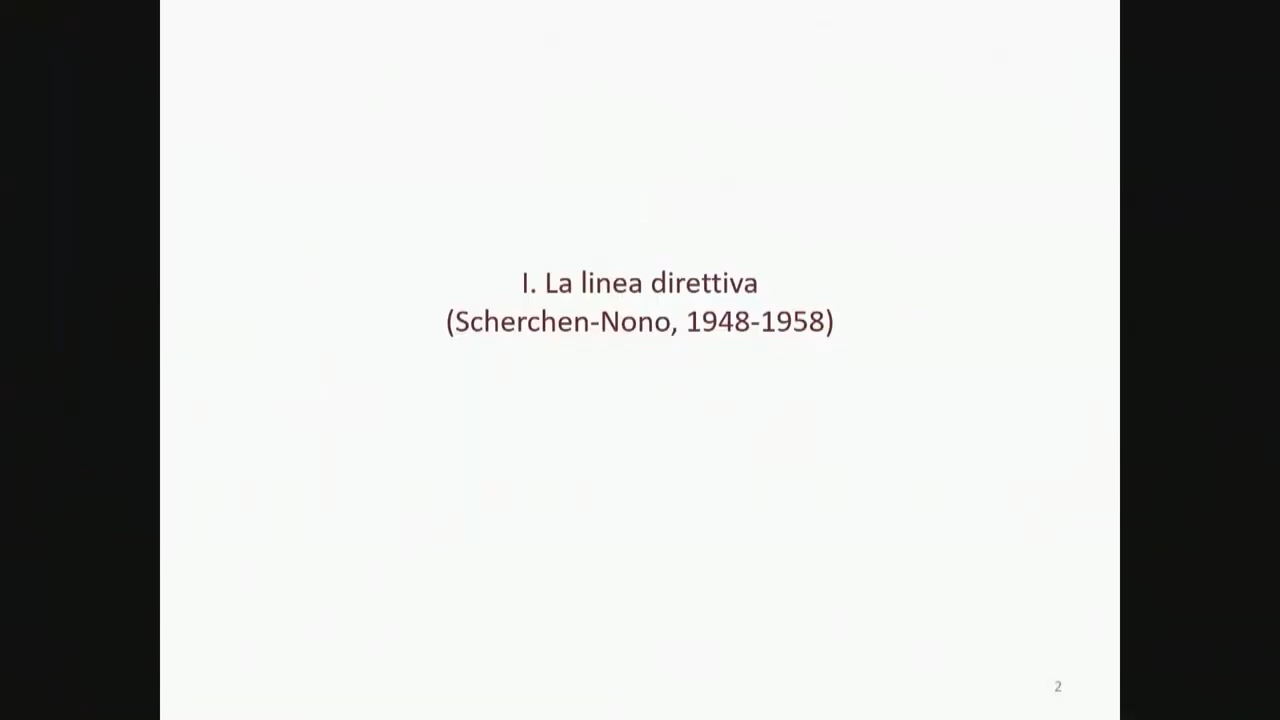 I. La linea direttiva
(Scherchen-Nono, 1948-1958)
2